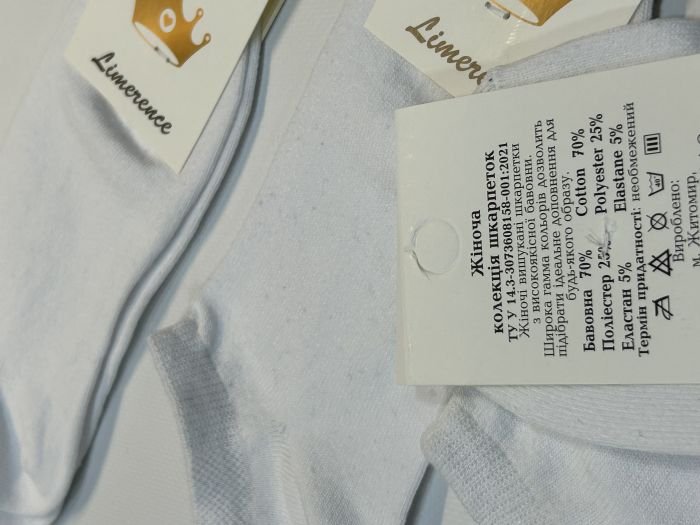 Limerence
Limerence
Жіноча
колекція шкарпеток
ТУ У 14.3-3073608158-001:2021
Жіночі вишукані шкарпетки
з високоякісної бавовни.
Широка гамма кольорів дозволить
підібрати ідеальне доповнення для
будь-якого образу.
Бавовна 70% Cotton 70%
Поліестер 25% Polyester 25%
Еластан 5% Elastane 5%
Термін придатності: необмежений
Вироблено:
м. Житомир,